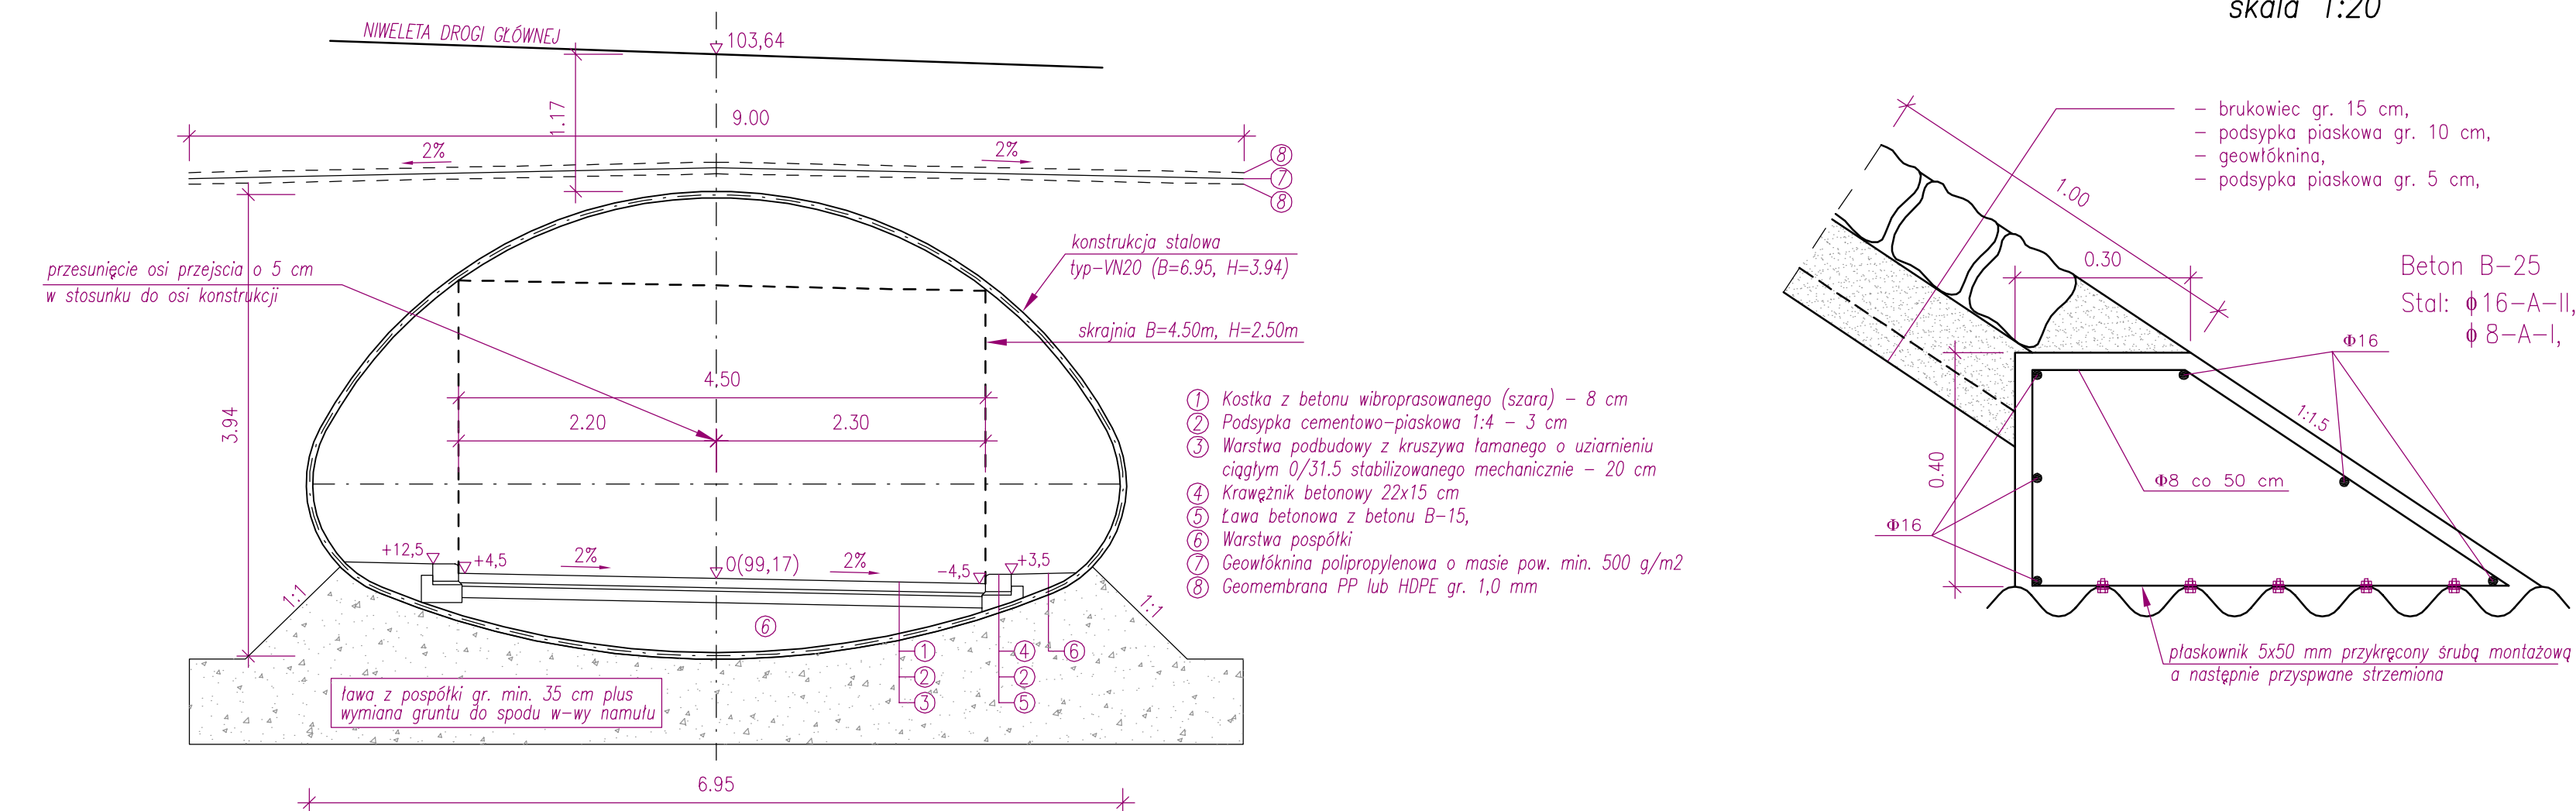 skala 1:20
NIWELETA DROGI GŁÓWNEJ
103,64
1.17
9.00
2%
2%
8
7
8
konstrukcja stalowa
typ-VN20 (B=6.95, H=3.94)
przesunięcie osi przejscia o 5 cm
w stosunku do osi konstrukcji
skrajnia B=4.50m, H=2.50m
3.94
4,50
2.20
2.30
+12,5
+4,5
2%
0(99,17)
2%
-4,5
+3,5
1:1
1:1
6
1
2
3
4
2
5
6
ława z pospółki gr. min. 35 cm plus
wymiana gruntu do spodu w-wy namułu
6.95
1 Kostka z betonu wibroprasowanego (szara) - 8 cm
2 Podsypka cementowo-piaskowa 1:4 - 3 cm
3 Warstwa podbudowy z kruszywa łamanego o uziarnieniu
ciągłym 0/31.5 stabilizowanego mechanicznie - 20 cm
4 Krawężnik betonowy 22x15 cm
5 Ława betonowa z betonu B-15,
6 Warstwa pospółki
7 Geowłóknina polipropylenowa o masie pow. min. 500 g/m2
8 Geomembrana PP lub HDPE gr. 1,0 mm
- brukowiec gr. 15 cm,
- podsypka piaskowa gr. 10 cm,
- geowłóknina,
- podsypka piaskowa gr. 5 cm,
1.00
0.30
Beton B-25
Stal: ϕ16-A-II,
ϕ 8-A-I,
Φ16
1:1.5
0.40
Φ8 co 50 cm
Φ16
płaskownik 5x50 mm przykręcony śrubą montażową
a następnie przyspwane strzemiona